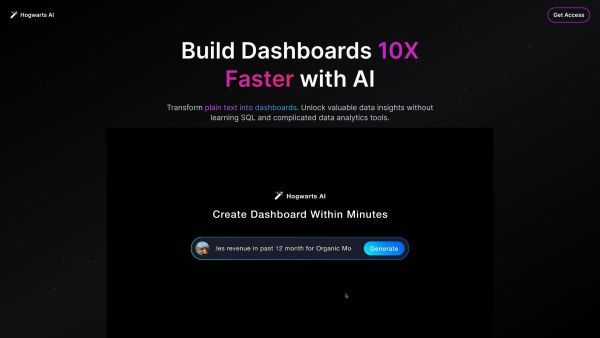 Hogwarts AI
Get Access
Build Dashboards 10X
Faster with AI
Transform plain text into dashboards. Unlock valuable data insights without
learning SQL and complicated data analytics tools.
Hogwarts AI
Create Dashboard Within Minutes
les revenue in past 12 month for Organic Mo
Generate